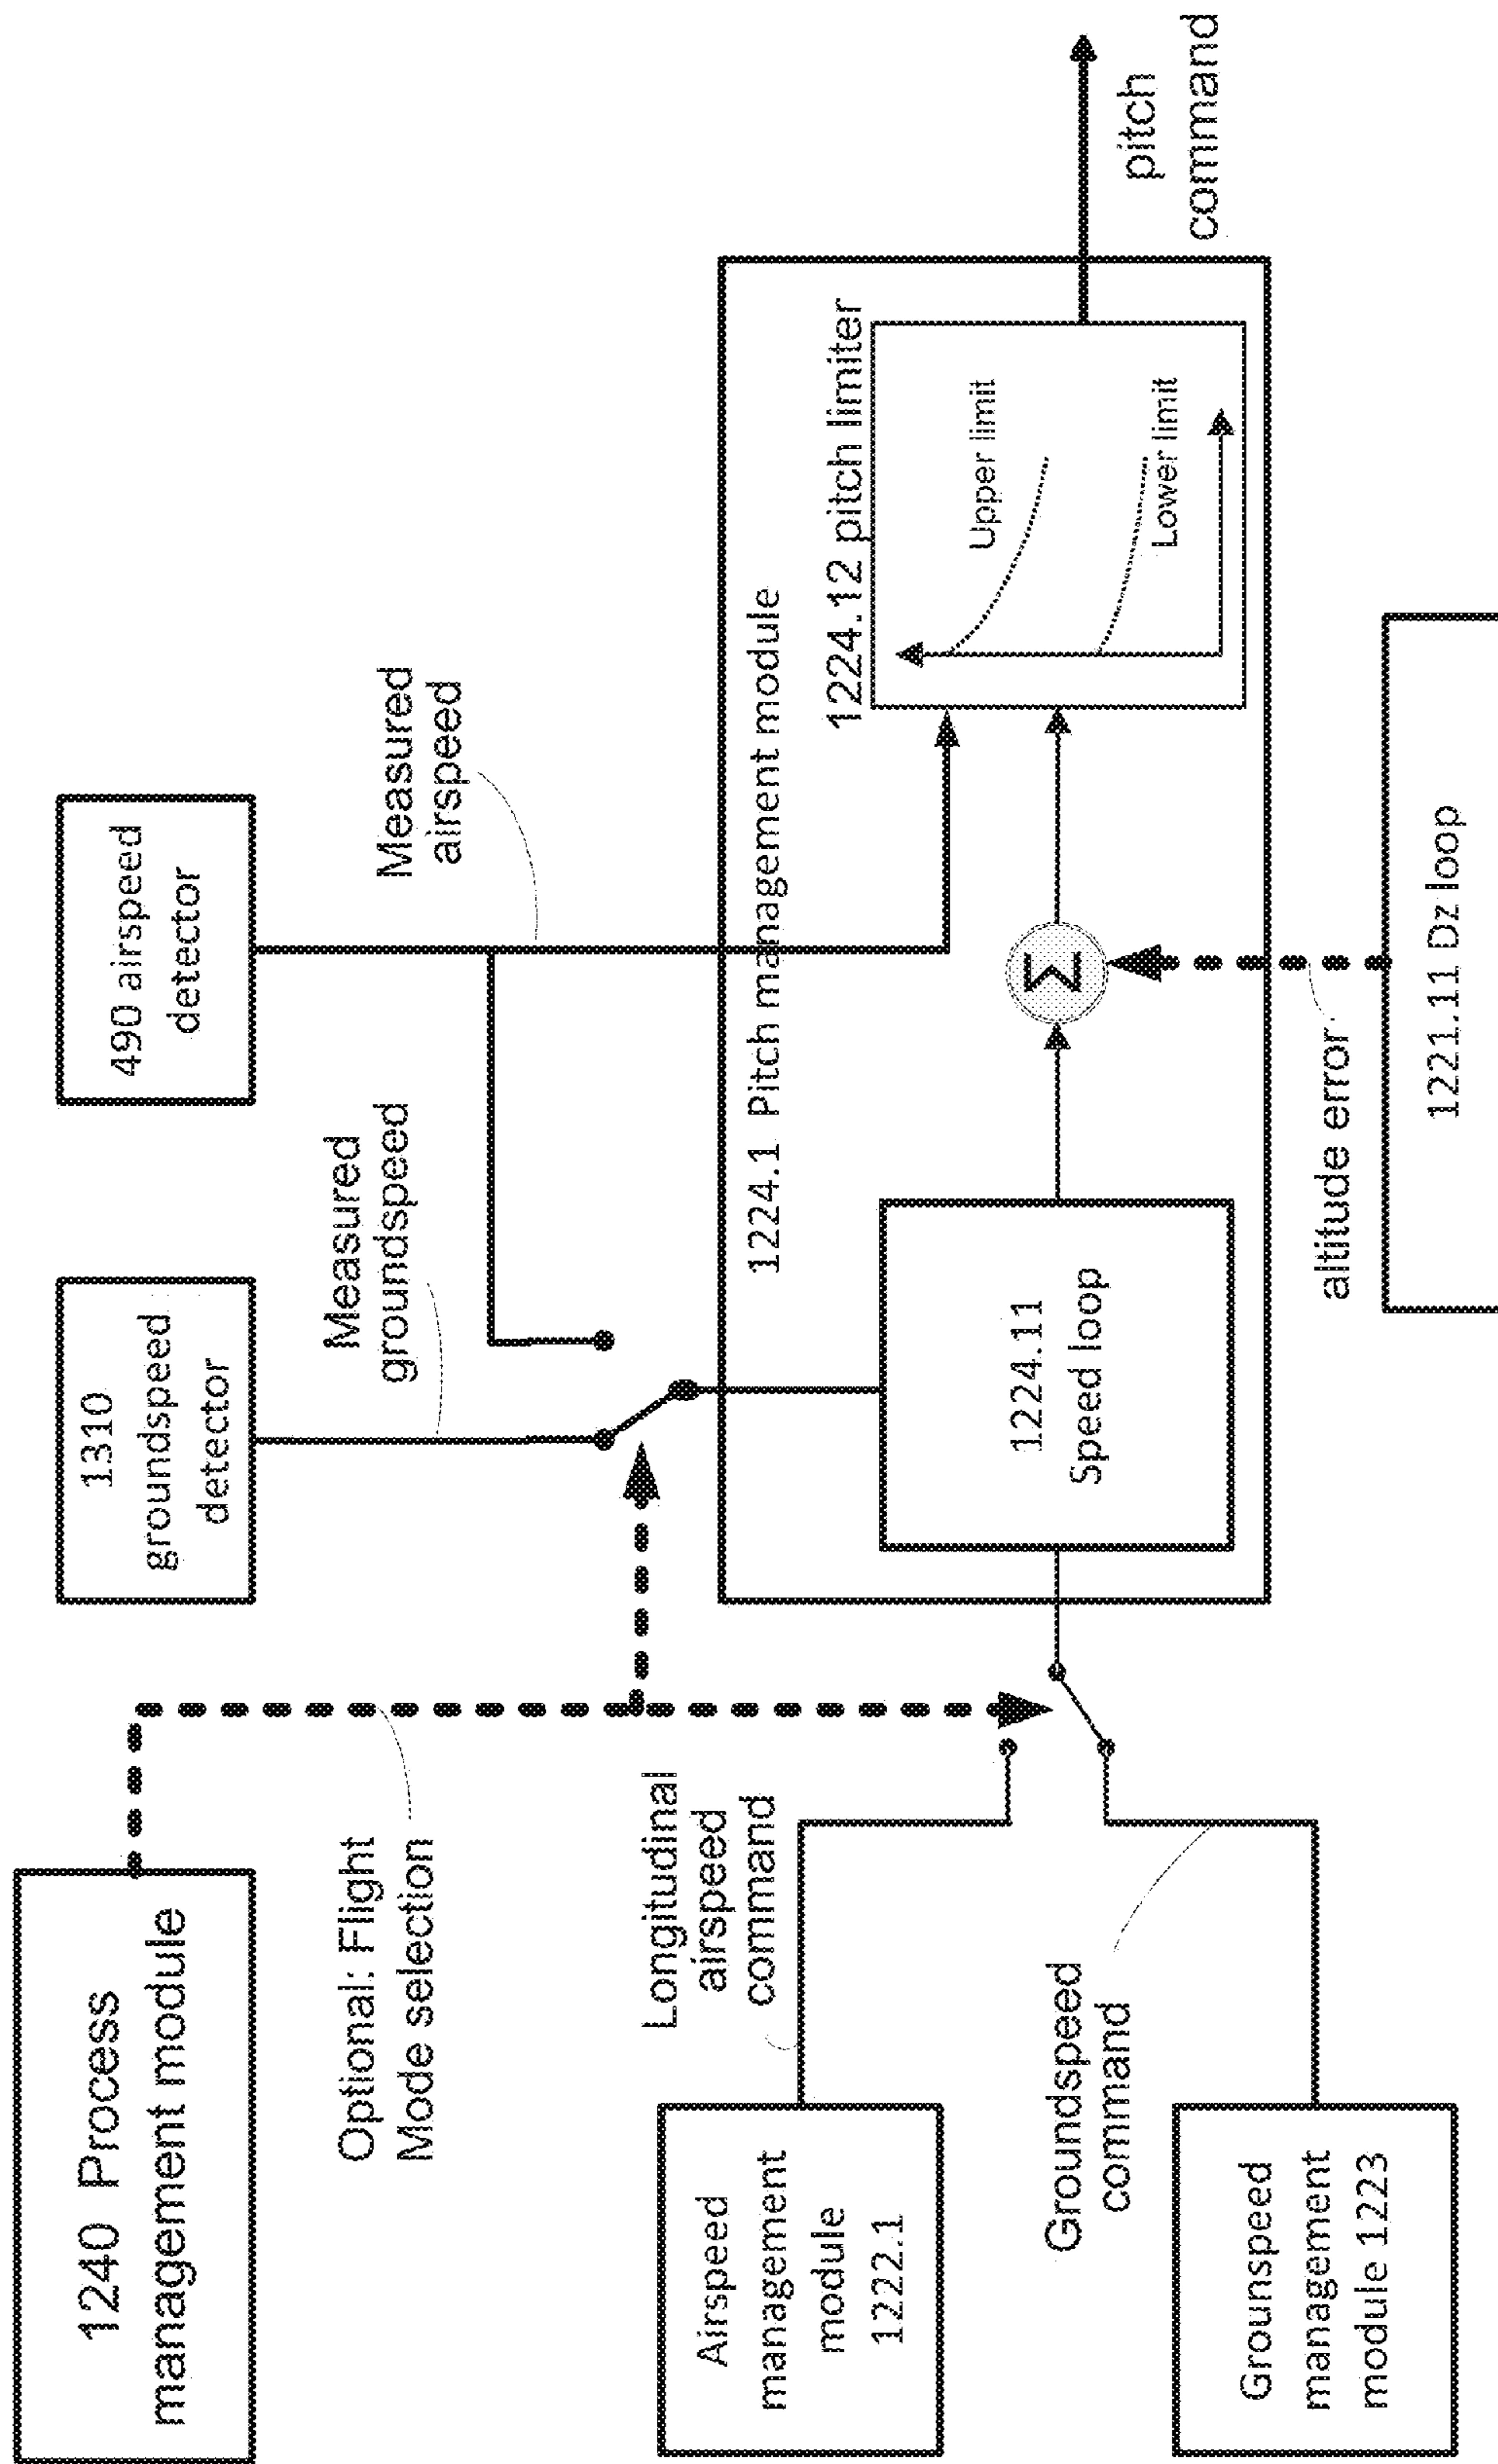 1240 Process
management module
1310
groundspeed
detector
490 airspeed
detector
Optional: Flight
Mode selection
Measured
groundspeed
Measured
airspeed
Longitudinal
airspeed
command
Airspeed
management
module
1222.1
Groundspeed
command
Grounspeed
management
module 1223
1224.1 Pitch management module
1224.11
Speed loop
Σ
1224.12 pitch limiter
Upper limit
Lower limit
pitch
command
altitude error
1221.11 Dz loop